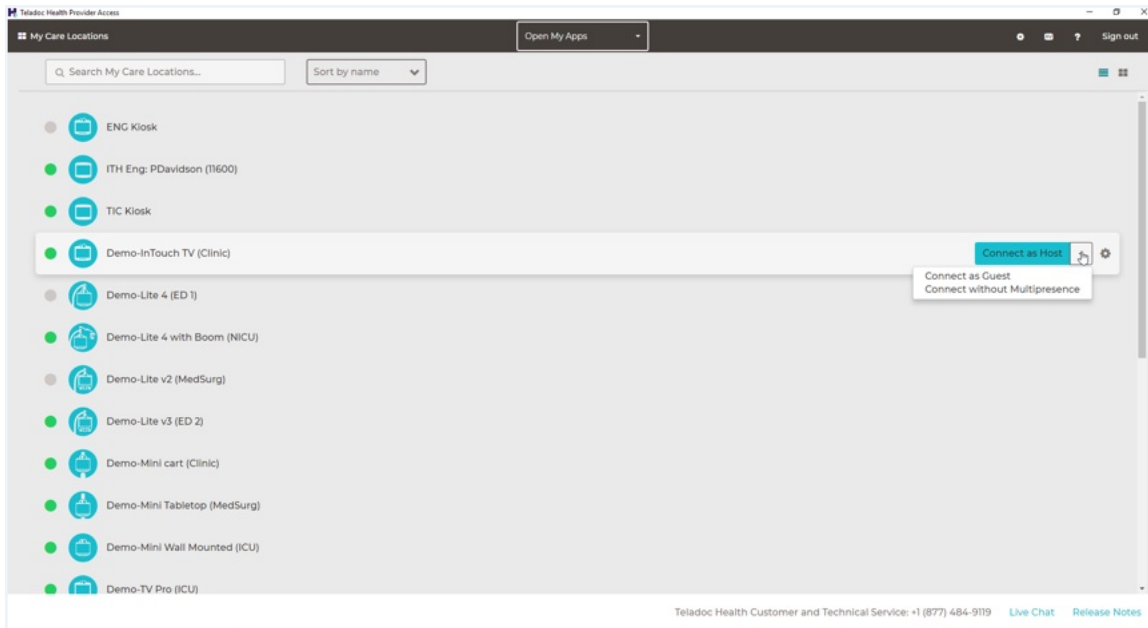 Teladoc Health Provider Access
My Care Locations
Open My Apps
Sign out
Search My Care Locations...
Sort by name
ENG Kiosk
ITH Eng: PDavidson (11600)
TIC Kiosk
Demo-InTouch TV (Clinic)
Connect as Host
Connect as Guest
Connect without Multipresence
Demo-Lite 4 (ED 1)
Demo-Lite 4 with Boom (NICU)
Demo-Lite v2 (MedSurg)
Demo-Lite v3 (ED 2)
Demo-Mini cart (Clinic)
Demo-Mini Tabletop (MedSurg)
Demo-Mini Wall Mounted (ICU)
Demo-TV Pro (ICU)
Teladoc Health Customer and Technical Service: +1 (877) 484-9119 Live Chat Release Notes